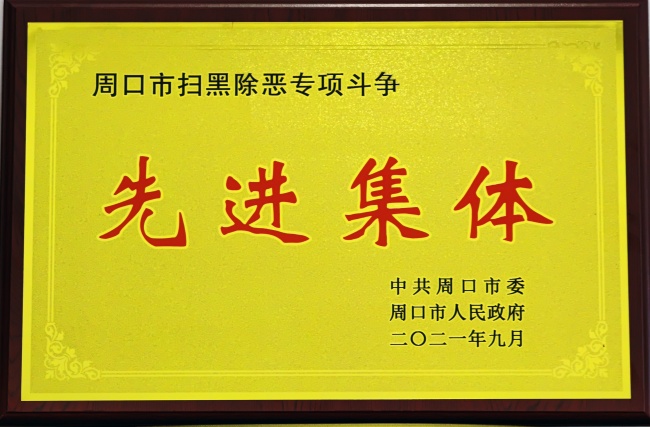 周口市扫黑除恶专项斗争
先进集体
中共周口市委
周口市人民政府
二〇二一年九月